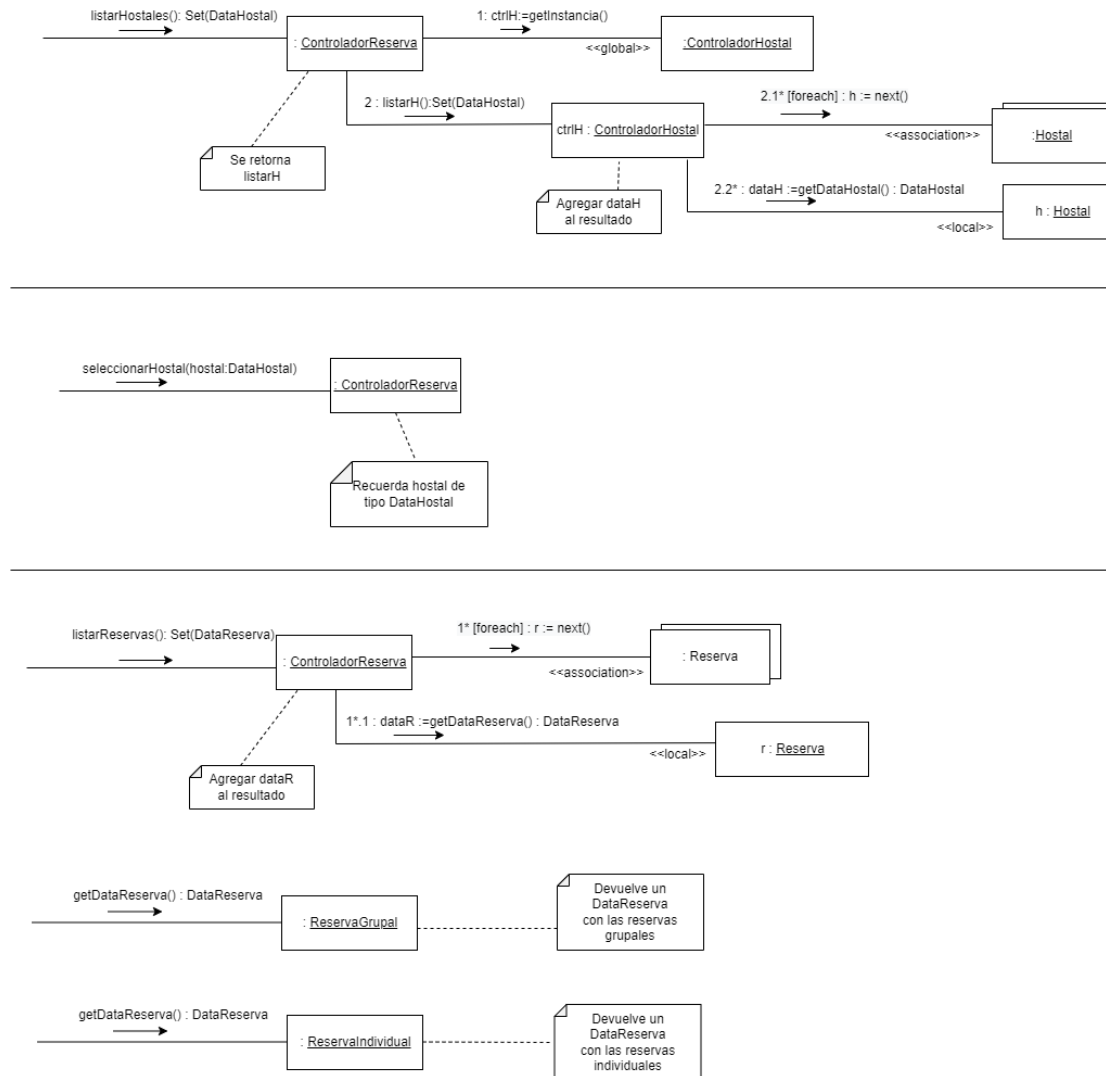 listarHostales(): Set(DataHostal)
1: ctrlH:=getInstancia()
: ControladorReserva
<<global>>
:ControladorHostal
2 : listarH():Set(DataHostal)
2.1* [foreach] : h := next()
ctrlH : ControladorHostal
<<association>>
:Hostal
Se retorna
listarH
2.2* : dataH :=getDataHostal() : DataHostal
Agregar dataH
al resultado
<<local>>
h : Hostal
seleccionarHostal(hostal:DataHostal)
: ControladorReserva
Recuerda hostal de
tipo DataHostal
listarReservas(): Set(DataReserva)
1* [foreach] : r := next()
: ControladorReserva
<<association>>
: Reserva
1*.1 : dataR :=getDataReserva() : DataReserva
<<local>>
r : Reserva
Agregar dataR
al resultado
getDataReserva() : DataReserva
: ReservaGrupal
Devuelve un
DataReserva
con las reservas
grupales
getDataReserva() : DataReserva
: ReservaIndividual
Devuelve un
DataReserva
con las reservas
individuales